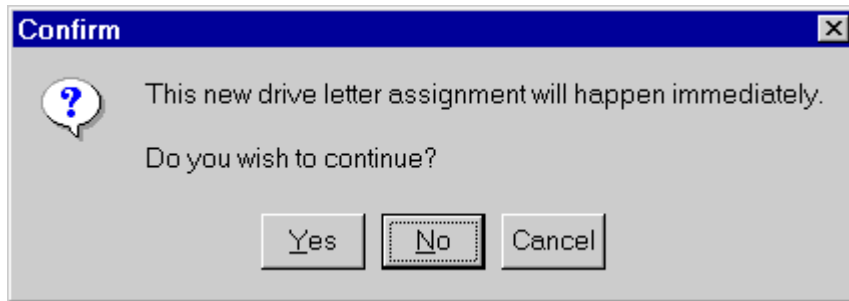 Confirm
This new drive letter assignment will happen immediately.
Do you wish to continue?
Yes No Cancel